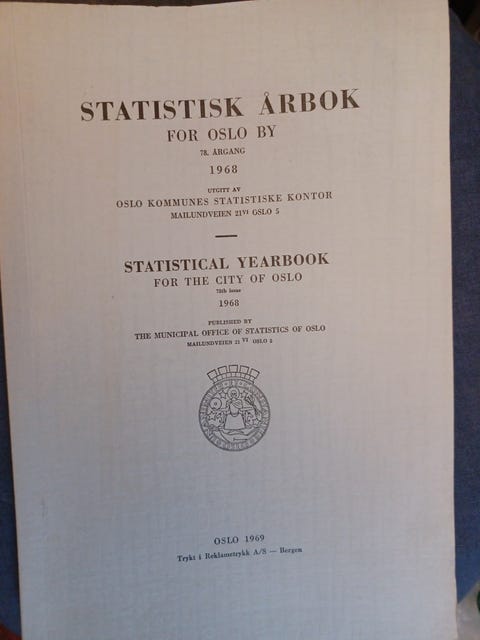 STATISTISK ÅRBOK
FOR OSLO BY
78. ÅRGANG
1968
UTGITT AV
OSLO KOMMUNES STATISTISKE KONTOR
MAILUNDVEIEN 21VI OSLO 5
STATISTICAL YEARBOOK
FOR THE CITY OF OSLO
78th issue
1968
PUBLISHED BY
THE MUNICIPAL OFFICE OF STATISTICS OF OSLO
MAILUNDVEIEN 21 VI OSLO 5
OSLO 1969
Trykt i Reklametrykk A/S — Bergen